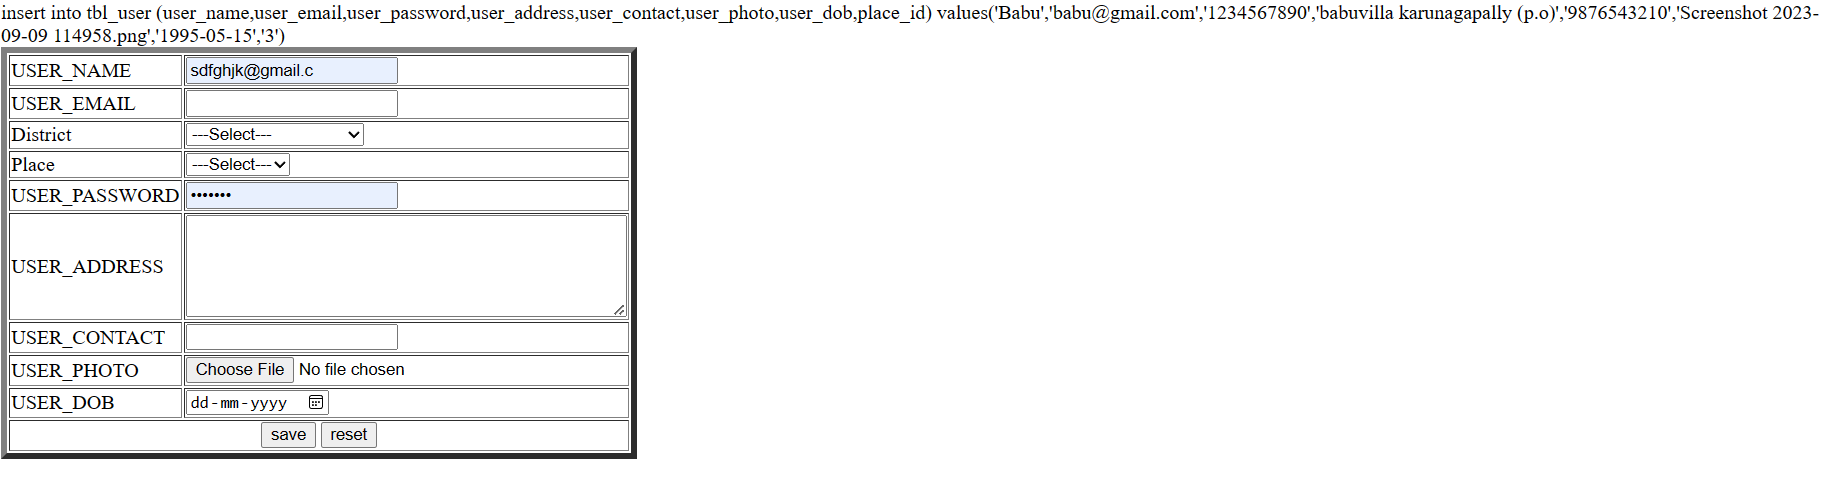 insert into tbl_user (user_name,user_email,user_password,user_address,user_contact,user_photo,user_dob,place_id) values('Babu','babu@gmail.com','1234567890','babuvilla karunagapally (p.o)','9876543210','Screenshot 2023-
09-09 114958.png','1995-05-15','3')
USER_NAME sdfghjk@gmail.c
USER_EMAIL
District ---Select---
Place ---Select---
USER_PASSWORD •••••••
USER_ADDRESS
USER_CONTACT
USER_PHOTO Choose File No file chosen
USER_DOB dd-mm-yyyy
save reset